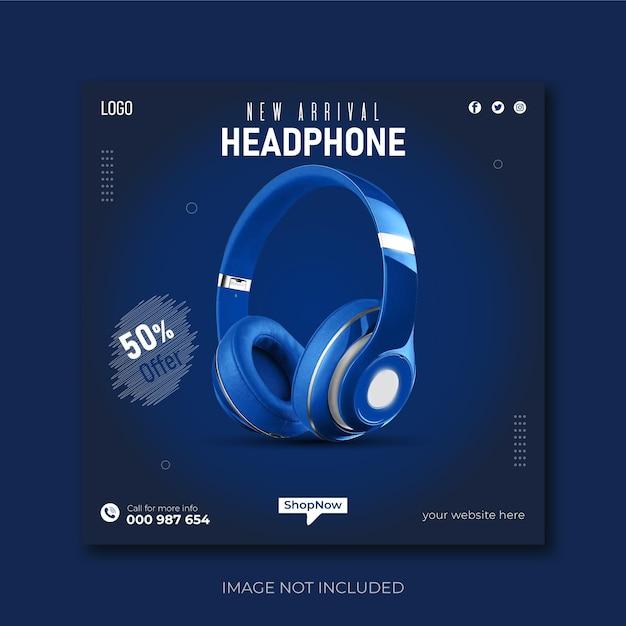 LOGO
NEW ARRIVAL
HEADPHONE
50%
Offer
Call for more info
000 987 654
ShopNow
your website here
IMAGE NOT INCLUDED